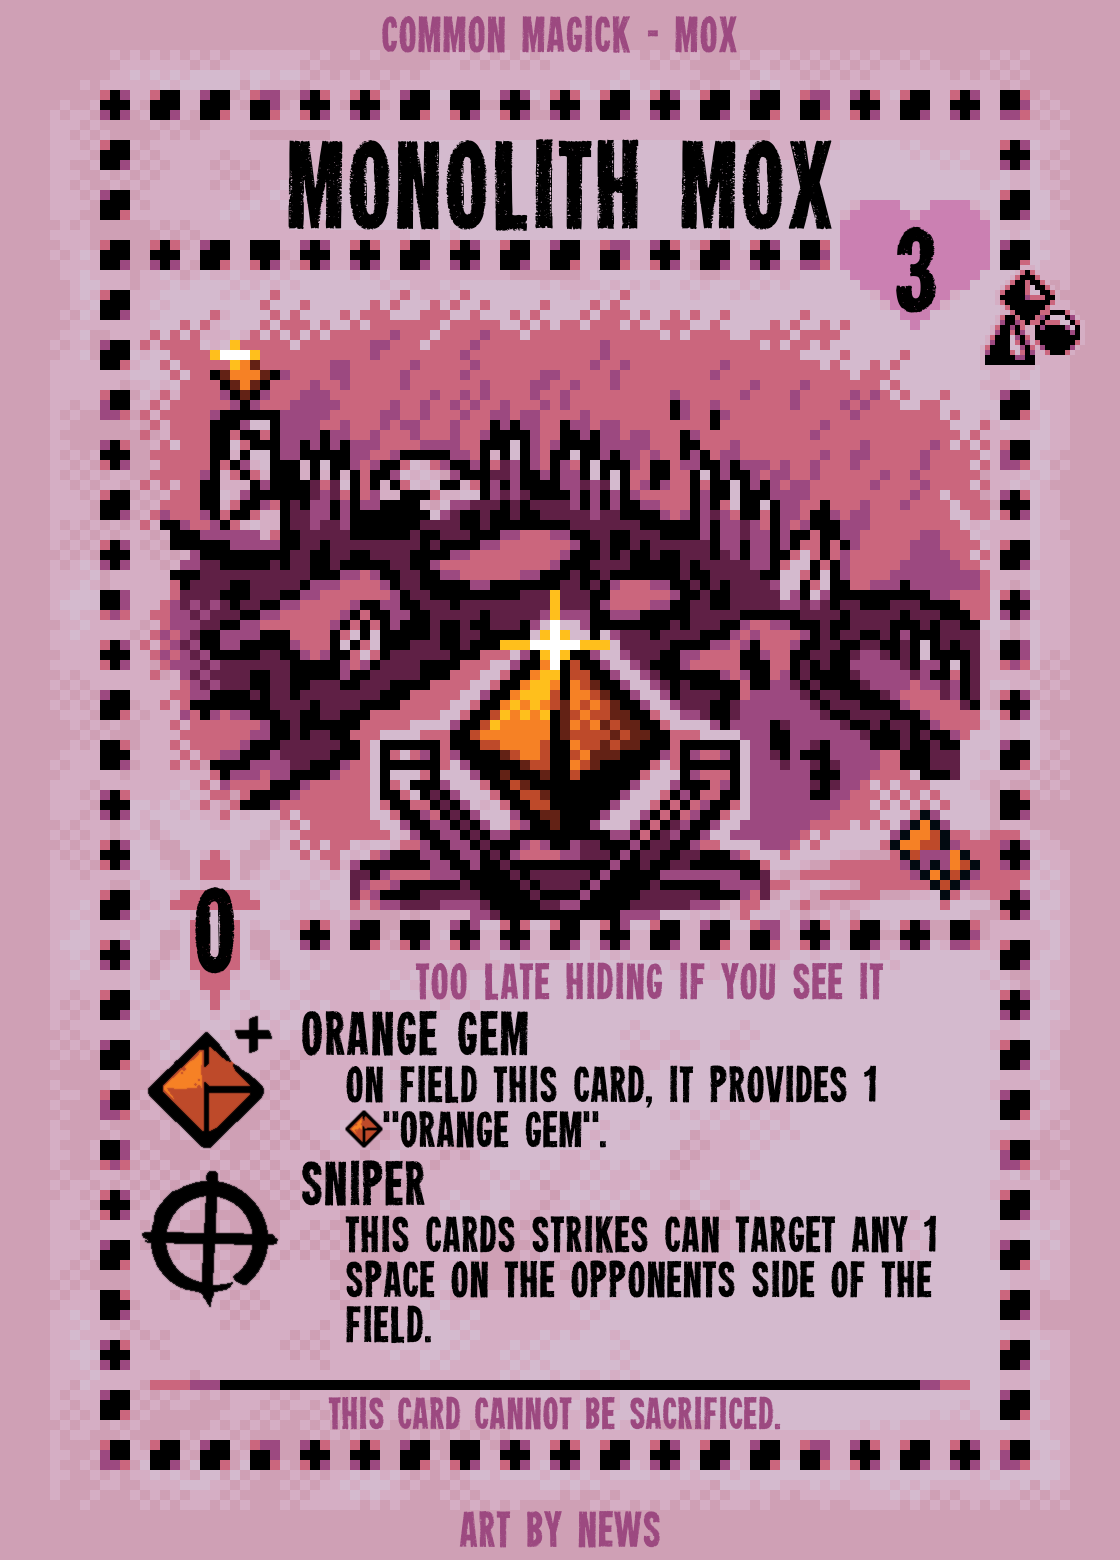 COMMON MAGICK - MOX
MONOLITH MOX
3
0
TOO LATE HIDING IF YOU SEE IT
ORANGE GEM
ON FIELD THIS CARD, IT PROVIDES 1
"ORANGE GEM".
SNIPER
THIS CARDS STRIKES CAN TARGET ANY 1
SPACE ON THE OPPONENTS SIDE OF THE
FIELD.
THIS CARD CANNOT BE SACRIFICED.
ART BY NEWS